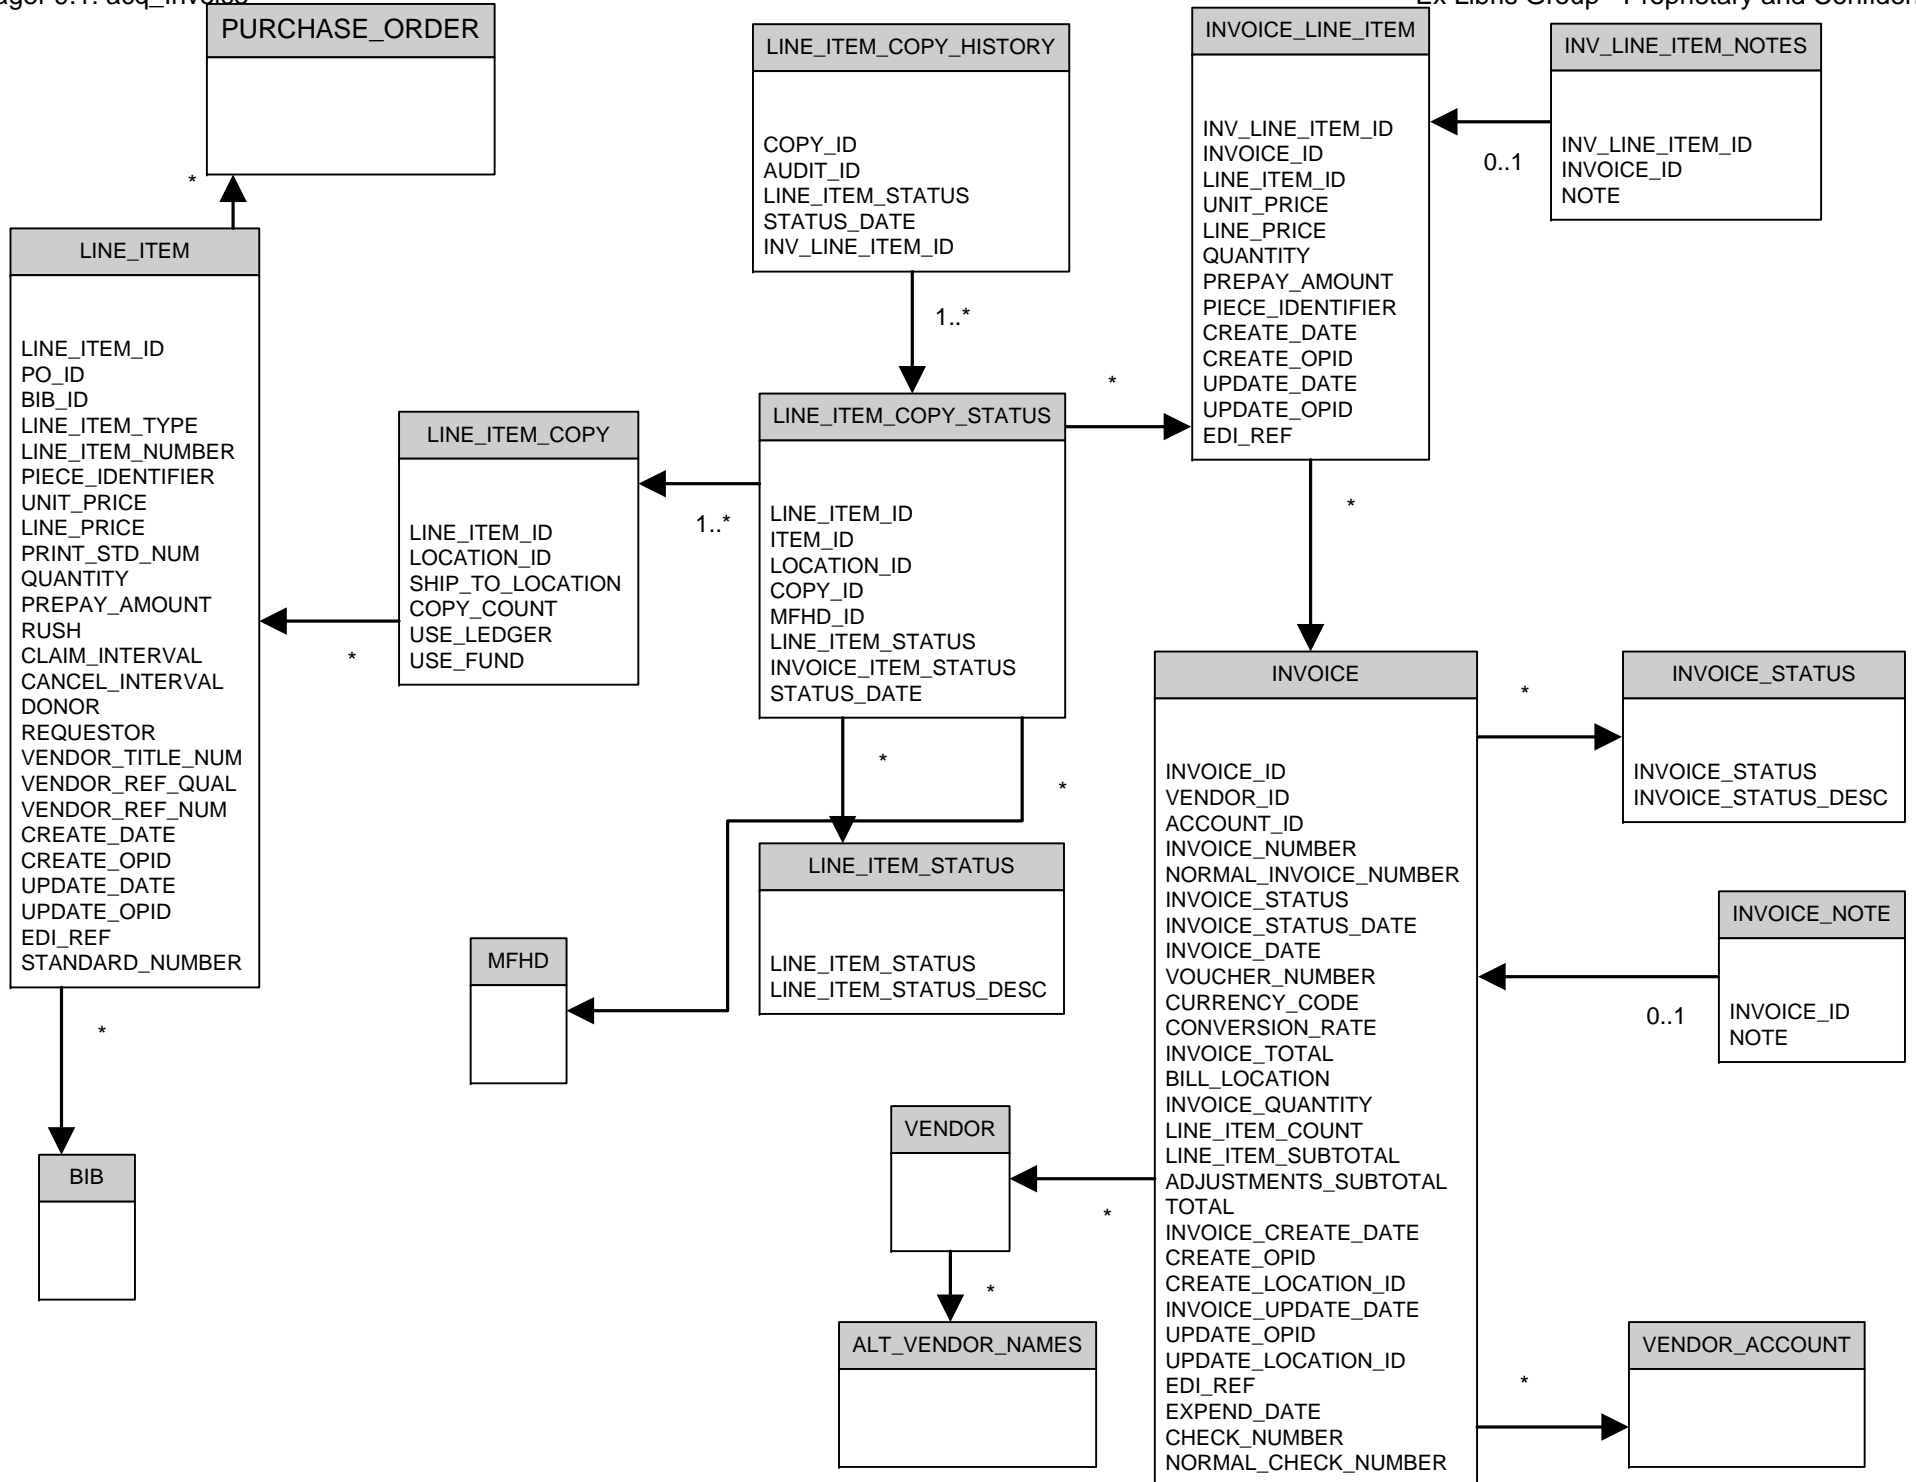 PURCHASE_ORDER
*
LINE_ITEM
LINE_ITEM_ID
PO_ID
BIB_ID
LINE_ITEM_TYPE
LINE_ITEM_NUMBER
PIECE_IDENTIFIER
UNIT_PRICE
LINE_PRICE
PRINT_STD_NUM
QUANTITY
PREPAY_AMOUNT
RUSH
CLAIM_INTERVAL
CANCEL_INTERVAL
DONOR
REQUESTOR
VENDOR_TITLE_NUM
VENDOR_REF_QUAL
VENDOR_REF_NUM
CREATE_DATE
CREATE_OPID
UPDATE_DATE
UPDATE_OPID
EDI_REF
STANDARD_NUMBER
*
BIB
LINE_ITEM_COPY
LINE_ITEM_ID
LOCATION_ID
SHIP_TO_LOCATION
COPY_COUNT
USE_LEDGER
USE_FUND
*
LINE_ITEM_COPY_HISTORY
COPY_ID
AUDIT_ID
LINE_ITEM_STATUS
STATUS_DATE
INV_LINE_ITEM_ID
1..*
LINE_ITEM_COPY_STATUS
LINE_ITEM_ID
ITEM_ID
LOCATION_ID
COPY_ID
MFHD_ID
LINE_ITEM_STATUS
INVOICE_ITEM_STATUS
STATUS_DATE
1..*
*
*
*
LINE_ITEM_STATUS
LINE_ITEM_STATUS
LINE_ITEM_STATUS_DESC
MFHD
INVOICE_LINE_ITEM
INV_LINE_ITEM_ID
INVOICE_ID
LINE_ITEM_ID
UNIT_PRICE
LINE_PRICE
QUANTITY
PREPAY_AMOUNT
PIECE_IDENTIFIER
CREATE_DATE
CREATE_OPID
UPDATE_DATE
UPDATE_OPID
EDI_REF
*
INV_LINE_ITEM_NOTES
INV_LINE_ITEM_ID
INVOICE_ID
NOTE
0..1
INVOICE
INVOICE_ID
VENDOR_ID
ACCOUNT_ID
INVOICE_NUMBER
NORMAL_INVOICE_NUMBER
INVOICE_STATUS
INVOICE_STATUS_DATE
INVOICE_DATE
VOUCHER_NUMBER
CURRENCY_CODE
CONVERSION_RATE
INVOICE_TOTAL
BILL_LOCATION
INVOICE_QUANTITY
LINE_ITEM_COUNT
LINE_ITEM_SUBTOTAL
ADJUSTMENTS_SUBTOTAL
TOTAL
INVOICE_CREATE_DATE
CREATE_OPID
CREATE_LOCATION_ID
INVOICE_UPDATE_DATE
UPDATE_OPID
UPDATE_LOCATION_ID
EDI_REF
EXPEND_DATE
CHECK_NUMBER
NORMAL_CHECK_NUMBER
*
INVOICE_STATUS
INVOICE_STATUS
INVOICE_STATUS_DESC
INVOICE_NOTE
INVOICE_ID
NOTE
0..1
VENDOR
*
*
ALT_VENDOR_NAMES
*
VENDOR_ACCOUNT